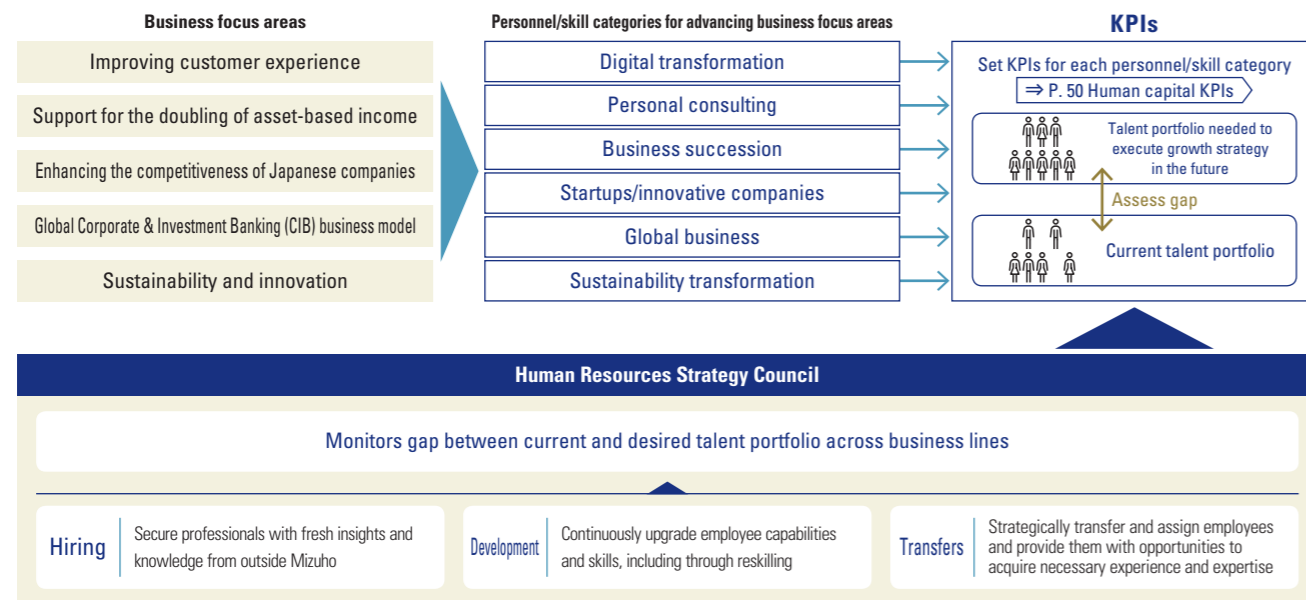 Business focus areas
Improving customer experience
Support for the doubling of asset-based income
Enhancing the competitiveness of Japanese companies
Global Corporate & Investment Banking (CIB) business model
Sustainability and innovation
Personnel/skill categories for advancing business focus areas
Digital transformation
Personal consulting
Business succession
Startups/innovative companies
Global business
Sustainability transformation
KPIs
Set KPIs for each personnel/skill category
⇒ P. 50 Human capital KPIs
Talent portfolio needed to
execute growth strategy
in the future
Assess gap
Current talent portfolio
Human Resources Strategy Council
Monitors gap between current and desired talent portfolio across business lines
Hiring
Secure professionals with fresh insights and
knowledge from outside Mizuho
Development
Continuously upgrade employee capabilities
and skills, including through reskilling
Transfers
Strategically transfer and assign employees
and provide them with opportunities to
acquire necessary experience and expertise